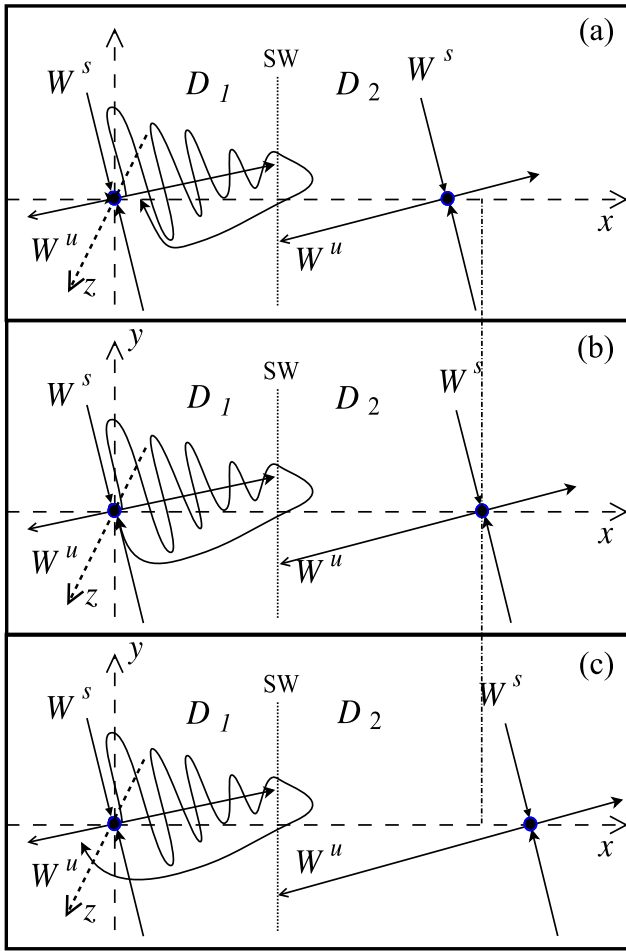 (a)
SW
W^s D_1 D_2 W^s
x
W^u W^u
z
y (b)
SW
W^s D_1 D_2 W^s
x
W^u W^u
z
y (c)
SW
W^s D_1 D_2 W^s
x
W^u W^u
z